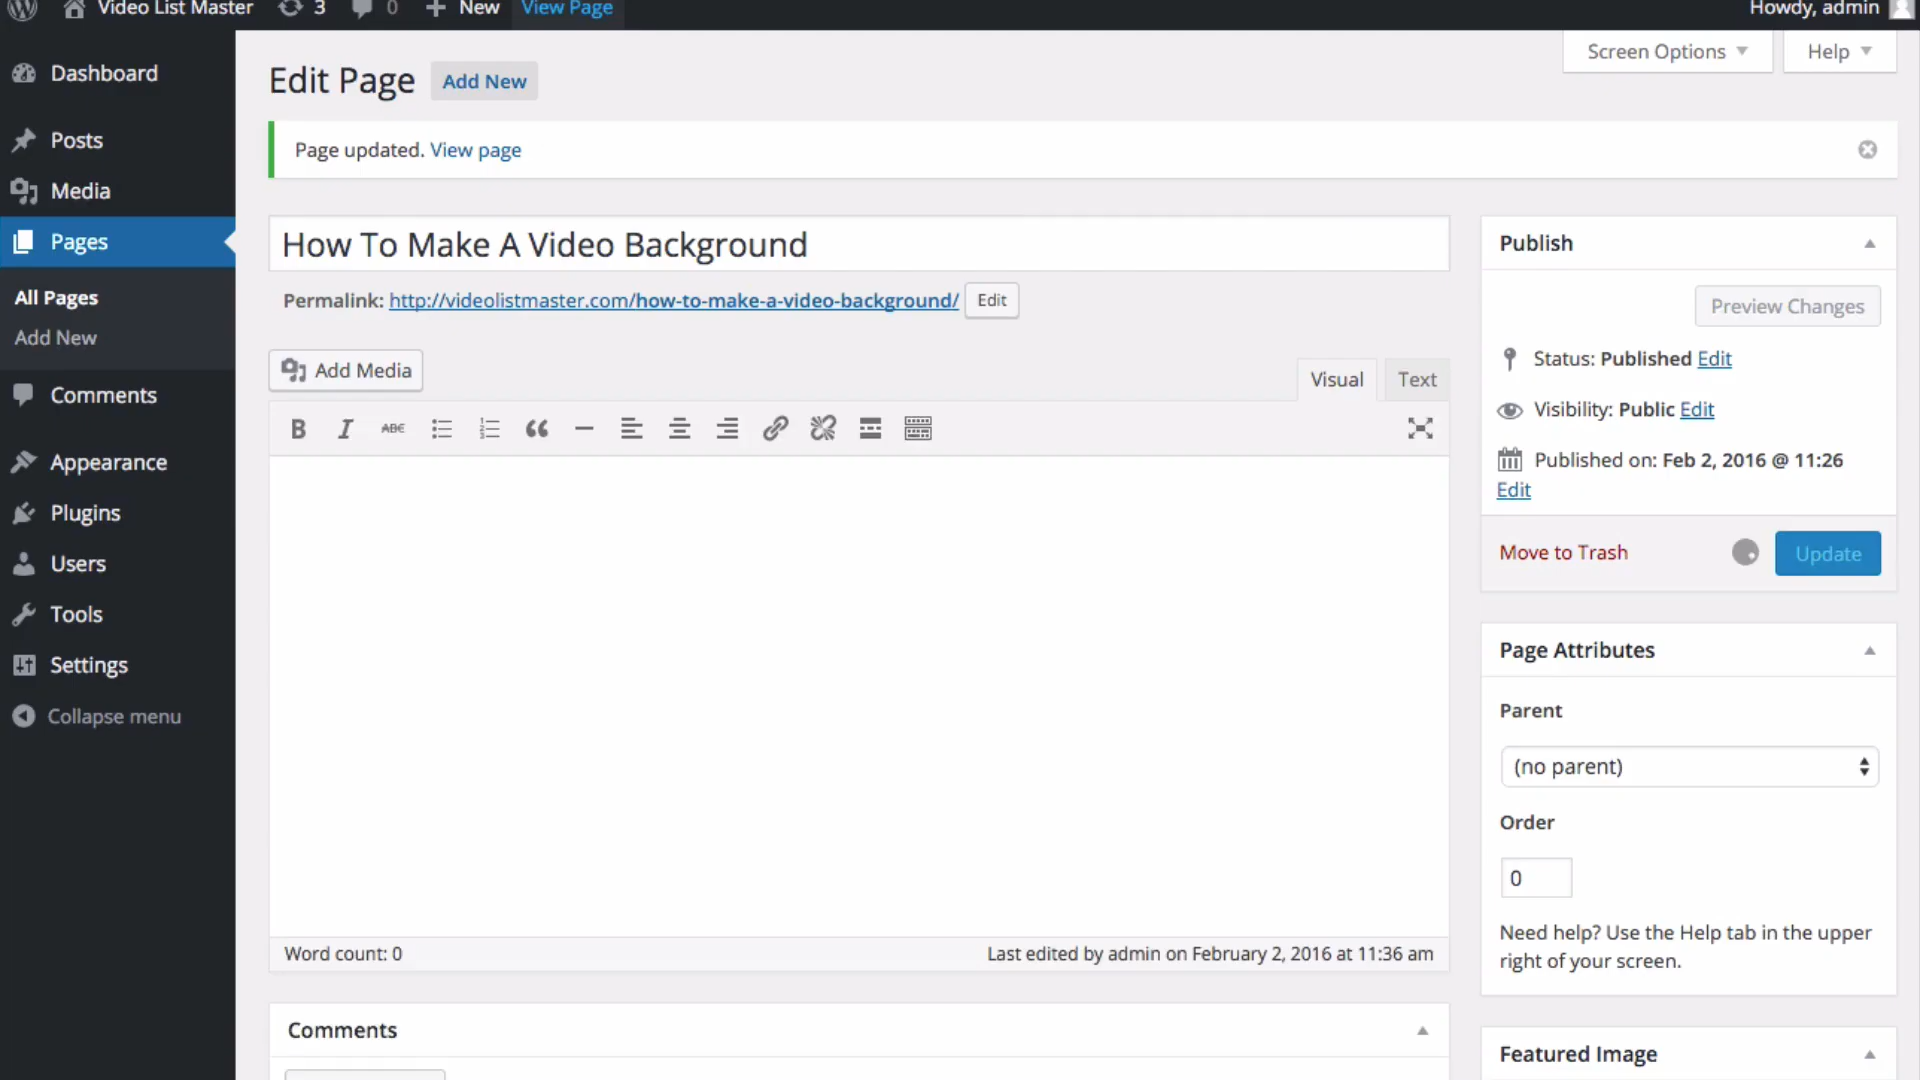 Video List Master 3 0 New View Page Howdy, admin
Screen Options Help
Dashboard
Posts
Media
Pages
All Pages
Add New
Comments
Appearance
Plugins
Users
Tools
Settings
Collapse menu
Edit Page Add New
Page updated. View page
How To Make A Video Background
Permalink: http://videolistmaster.com/how-to-make-a-video-background/ Edit
Add Media
Visual Text
B I ABC
Word count: 0 Last edited by admin on February 2, 2016 at 11:36 am
Comments
Publish
Preview Changes
Status: Published Edit
Visibility: Public Edit
Published on: Feb 2, 2016 @ 11:26
Edit
Move to Trash Update
Page Attributes
Parent
(no parent)
Order
0
Need help? Use the Help tab in the upper
right of your screen.
Featured Image